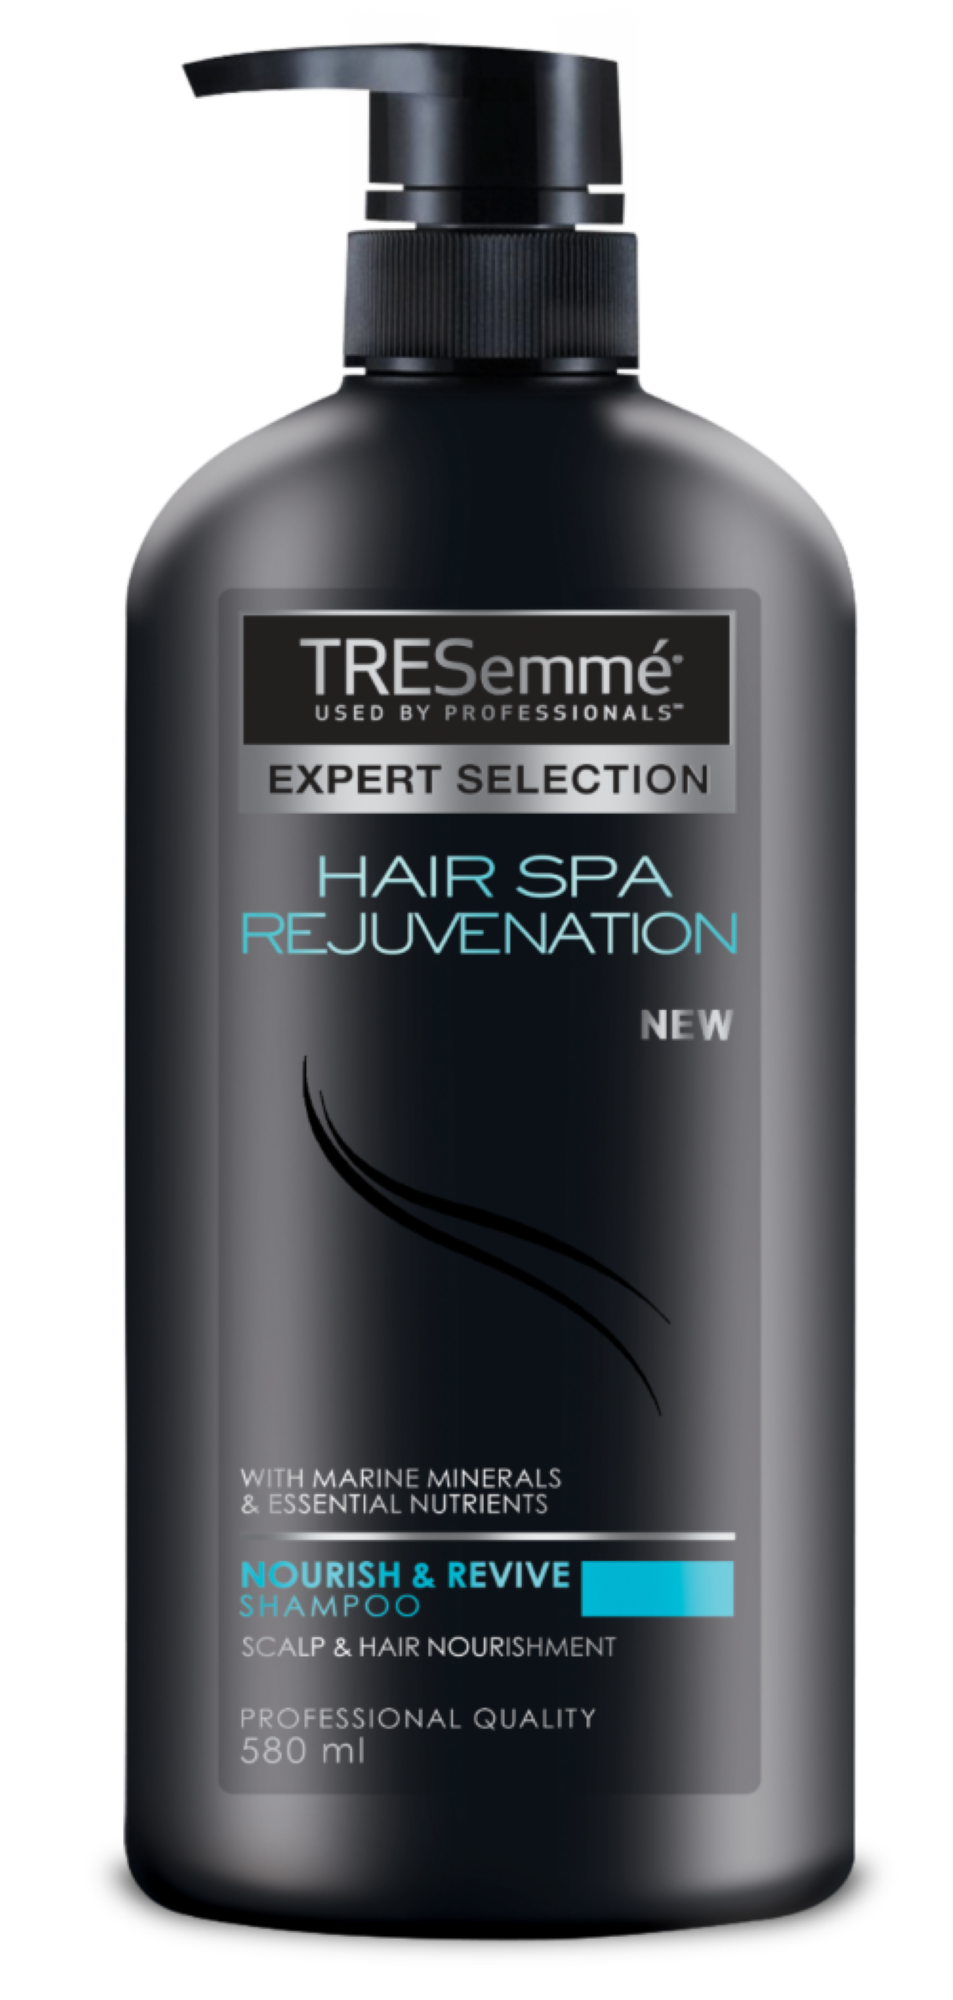 TRESemmé
USED BY PROFESSIONALS™
EXPERT SELECTION
HAIR SPA
REJUVENATION
NEW
WITH MARINE MINERALS
& ESSENTIAL NUTRIENTS
NOURISH & REVIVE
SHAMPOO
SCALP & HAIR NOURISHMENT
PROFESSIONAL QUALITY
580 ml